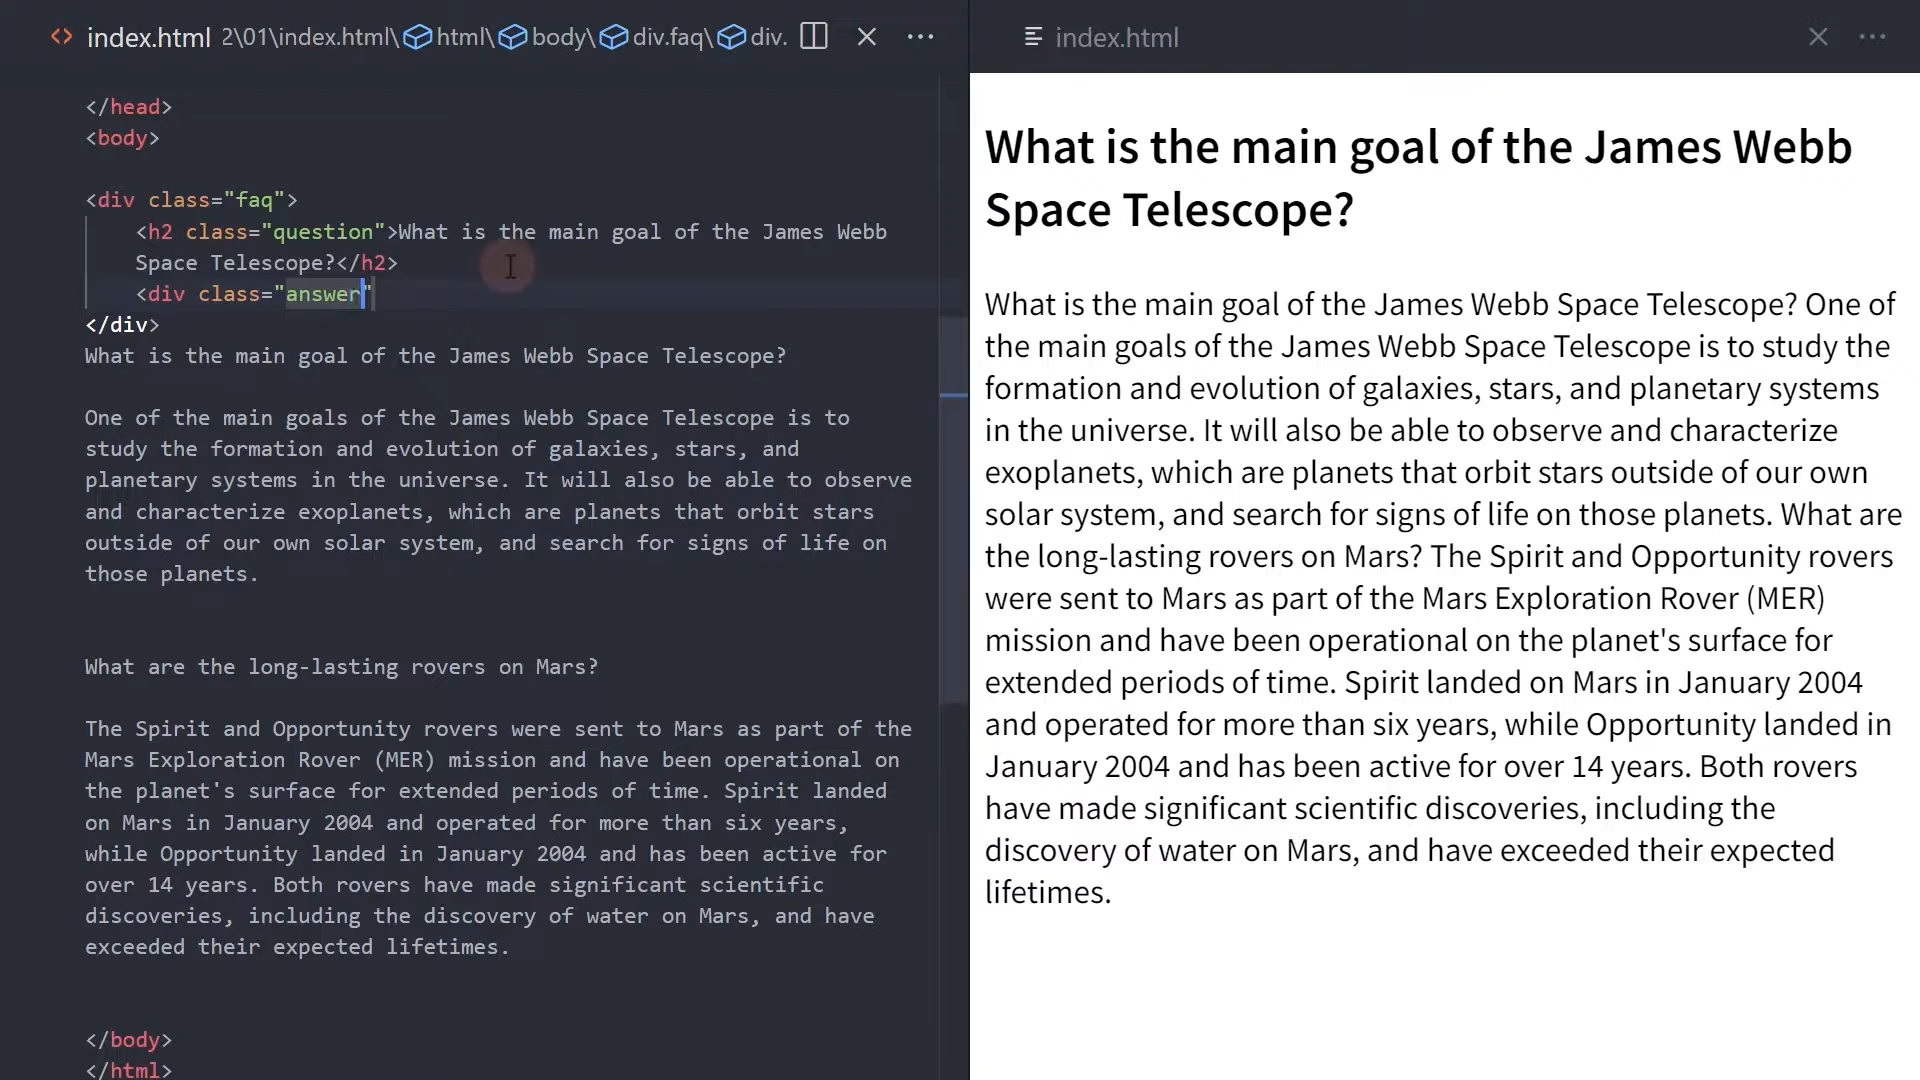 index.html 2\01\index.html\ html\ body\ div.faq\ div.
</head>
<body>
<div class="faq">
<h2 class="question">What is the main goal of the James Webb
Space Telescope?</h2>
<div class="answer"
</div>
What is the main goal of the James Webb Space Telescope?
One of the main goals of the James Webb Space Telescope is to
study the formation and evolution of galaxies, stars, and
planetary systems in the universe. It will also be able to observe
and characterize exoplanets, which are planets that orbit stars
outside of our own solar system, and search for signs of life on
those planets.
What are the long-lasting rovers on Mars?
The Spirit and Opportunity rovers were sent to Mars as part of the
Mars Exploration Rover (MER) mission and have been operational on
the planet's surface for extended periods of time. Spirit landed
on Mars in January 2004 and operated for more than six years,
while Opportunity landed in January 2004 and has been active for
over 14 years. Both rovers have made significant scientific
discoveries, including the discovery of water on Mars, and have
exceeded their expected lifetimes.
</body>
</html>
index.html
What is the main goal of the James Webb
Space Telescope?
What is the main goal of the James Webb Space Telescope? One of
the main goals of the James Webb Space Telescope is to study the
formation and evolution of galaxies, stars, and planetary systems
in the universe. It will also be able to observe and characterize
exoplanets, which are planets that orbit stars outside of our own
solar system, and search for signs of life on those planets. What are
the long-lasting rovers on Mars? The Spirit and Opportunity rovers
were sent to Mars as part of the Mars Exploration Rover (MER)
mission and have been operational on the planet's surface for
extended periods of time. Spirit landed on Mars in January 2004
and operated for more than six years, while Opportunity landed in
January 2004 and has been active for over 14 years. Both rovers
have made significant scientific discoveries, including the
discovery of water on Mars, and have exceeded their expected
lifetimes.